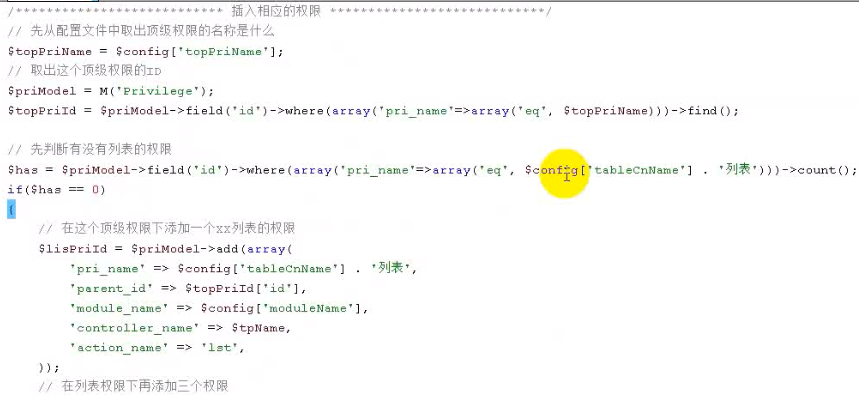 /*************************** 插入相应的权限 ****************************/
// 先从配置文件中取出顶级权限的名称是什么
$topPriName = $config['topPriName'];
// 取出这个顶级权限的ID
$priModel = M('Privilege');
$topPriId = $priModel->field('id')->where(array('pri_name'=>array('eq', $topPriName)))->find();
// 先判断有没有列表的权限
$has = $priModel->field('id')->where(array('pri_name'=>array('eq', $config['tableCnName'] . '列表')))->count();
if($has == 0)
{
// 在这个顶级权限下添加一个xx列表的权限
$lisPriId = $priModel->add(array(
'pri_name' => $config['tableCnName'] . '列表',
'parent_id' => $topPriId['id'],
'module_name' => $config['moduleName'],
'controller_name' => $tpName,
'action_name' => 'lst',
));
// 在列表权限下再添加三个权限